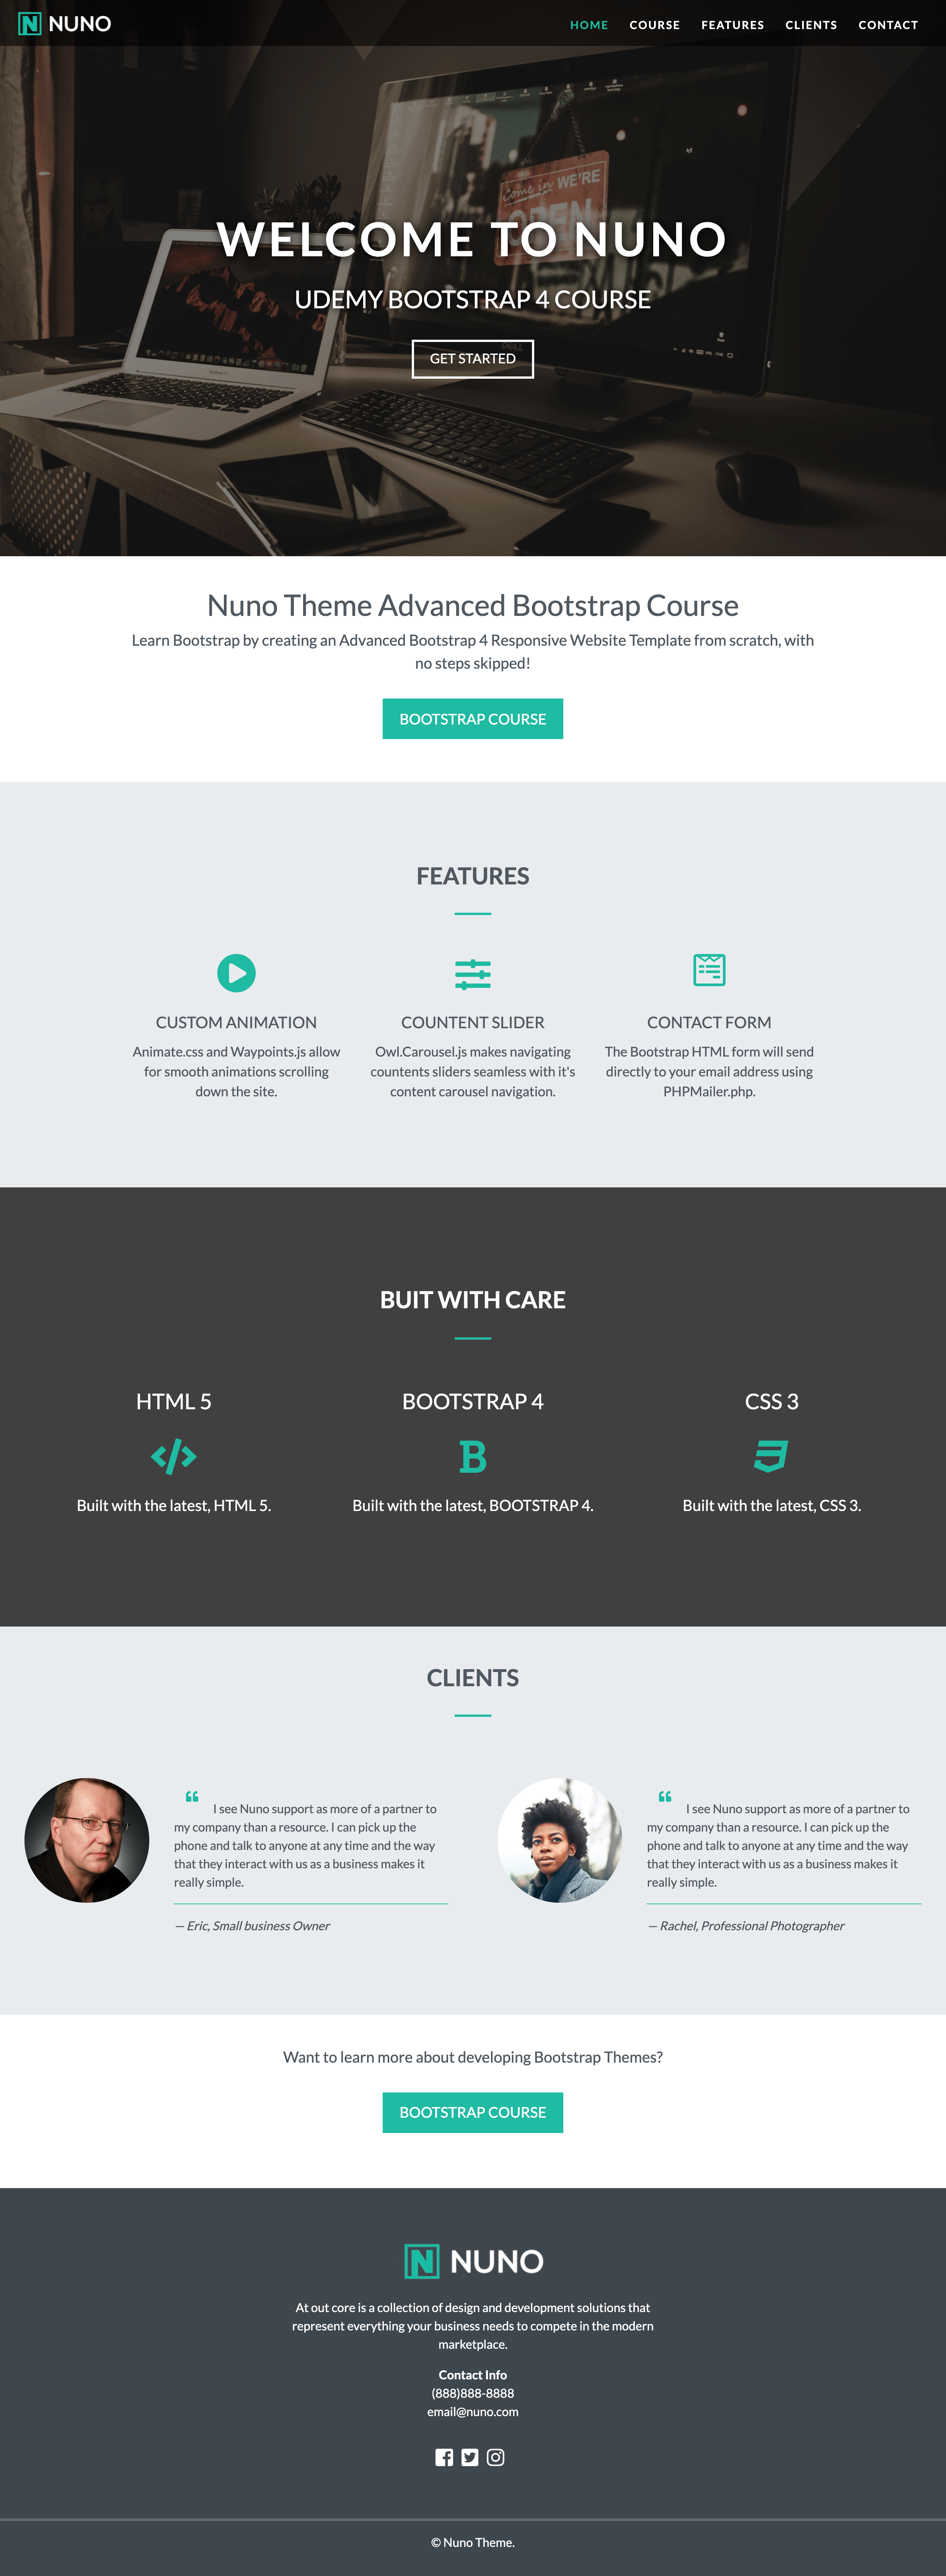 NUNO
HOME COURSE FEATURES CLIENTS CONTACT
come in WE'RE
OPEN
WELCOME TO NUNO
UDEMY BOOTSTRAP 4 COURSE
GET STARTED
Nuno Theme Advanced Bootstrap Course
Learn Bootstrap by creating an Advanced Bootstrap 4 Responsive Website Template from scratch, with
no steps skipped!
BOOTSTRAP COURSE
FEATURES
CUSTOM ANIMATION
Animate.css and Waypoints.js allow
for smooth animations scrolling
down the site.
COUNTENT SLIDER
Owl.Carousel.js makes navigating
countents sliders seamless with it's
content carousel navigation.
CONTACT FORM
The Bootstrap HTML form will send
directly to your email address using
PHPMailer.php.
BUIT WITH CARE
HTML 5
Built with the latest, HTML 5.
BOOTSTRAP 4
Built with the latest, BOOTSTRAP 4.
CSS 3
Built with the latest, CSS 3.
CLIENTS
“ I see Nuno support as more of a partner to
my company than a resource. I can pick up the
phone and talk to anyone at any time and the way
that they interact with us as a business makes it
really simple.
— Eric, Small business Owner
“ I see Nuno support as more of a partner to
my company than a resource. I can pick up the
phone and talk to anyone at any time and the way
that they interact with us as a business makes it
really simple.
— Rachel, Professional Photographer
Want to learn more about developing Bootstrap Themes?
BOOTSTRAP COURSE
NUNO
At out core is a collection of design and development solutions that
represent everything your business needs to compete in the modern
marketplace.
Contact Info
(888)888-8888
email@nuno.com
© Nuno Theme.